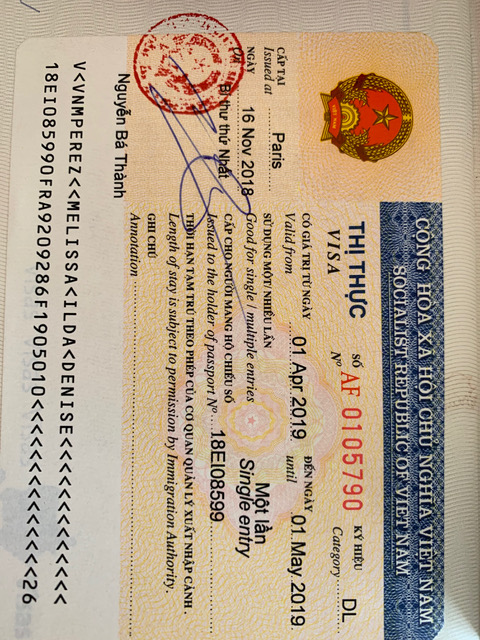 CỘNG HÒA XÃ HỘI CHỦ NGHĨA VIỆT NAM
SOCIALIST REPUBLIC OF VIET NAM
THỊ THỰC
VISA
SỐ
Nº AF 0105790
KÝ HIỆU
Category DL
CẤP TẠI
Issued at Paris
NGÀY
16 Nov 2018
CÓ GIÁ TRỊ TỪ NGÀY
Valid from 01 Apr 2019
ĐẾN NGÀY
until 01 May 2019
SỬ DỤNG MỘT/ NHIỀU LẦN Một lần
Good for single / multiple entries Single entry
CẤP CHO NGƯỜI MANG HỘ CHIẾU SỐ
Issued to the holder of passport Nº 18EI08599
THỜI HẠN TẠM TRÚ THEO PHÉP CỦA CƠ QUAN QUẢN LÝ XUẤT NHẬP CẢNH.
Length of stay is subject to permission by Immigration Authority.
GHI CHÚ
Annotation
Bí thư thứ Nhất
Nguyễn Bá Thành
V<VNMPEREZ<<MELISSA<ILDA<DENISE<<<<<<<<<<<<<
18EI085990FRA9209286F1905010<<<<<<<<<<<<<<26